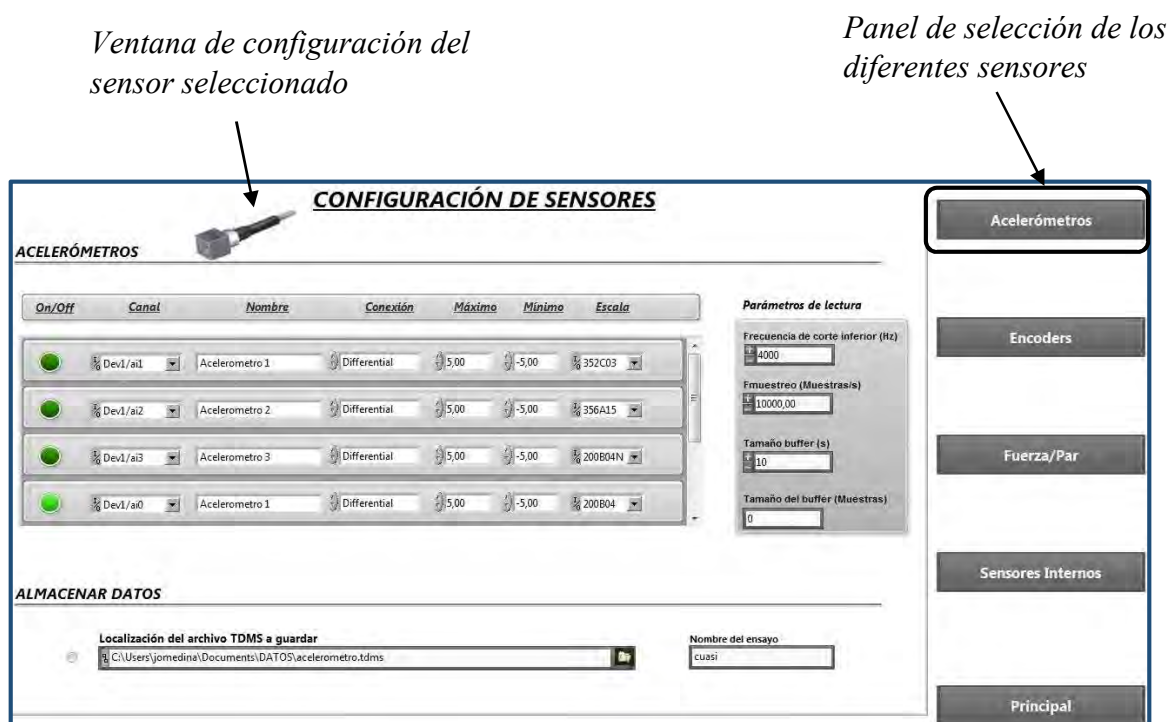 Ventana de configuración del
sensor seleccionado
Panel de selección de los
diferentes sensores
CONFIGURACIÓN DE SENSORES
ACELERÓMETROS
On/Off Canal Nombre Conexión Máximo Mínimo Escala
Dev1/ai1 Acelerometro 1 Differential 5,00 -5,00 352C03
Dev1/ai2 Acelerometro 2 Differential 5,00 -5,00 356A15
Dev1/ai3 Acelerometro 3 Differential 5,00 -5,00 200B04N
Dev1/ai0 Acelerometro 1 Differential 5,00 -5,00 200B04
Parámetros de lectura
Frecuencia de corte inferior (Hz)
4000
Fmuestreo (Muestras/s)
10000,00
Tamaño buffer (s)
10
Tamaño del buffer (Muestras)
0
ALMACENAR DATOS
Localización del archivo TDMS a guardar
C:\Users\jomedina\Documents\DATOS\acelerometro.tdms
Nombre del ensayo
cuasi
Acelerómetros
Encoders
Fuerza/Par
Sensores Internos
Principal